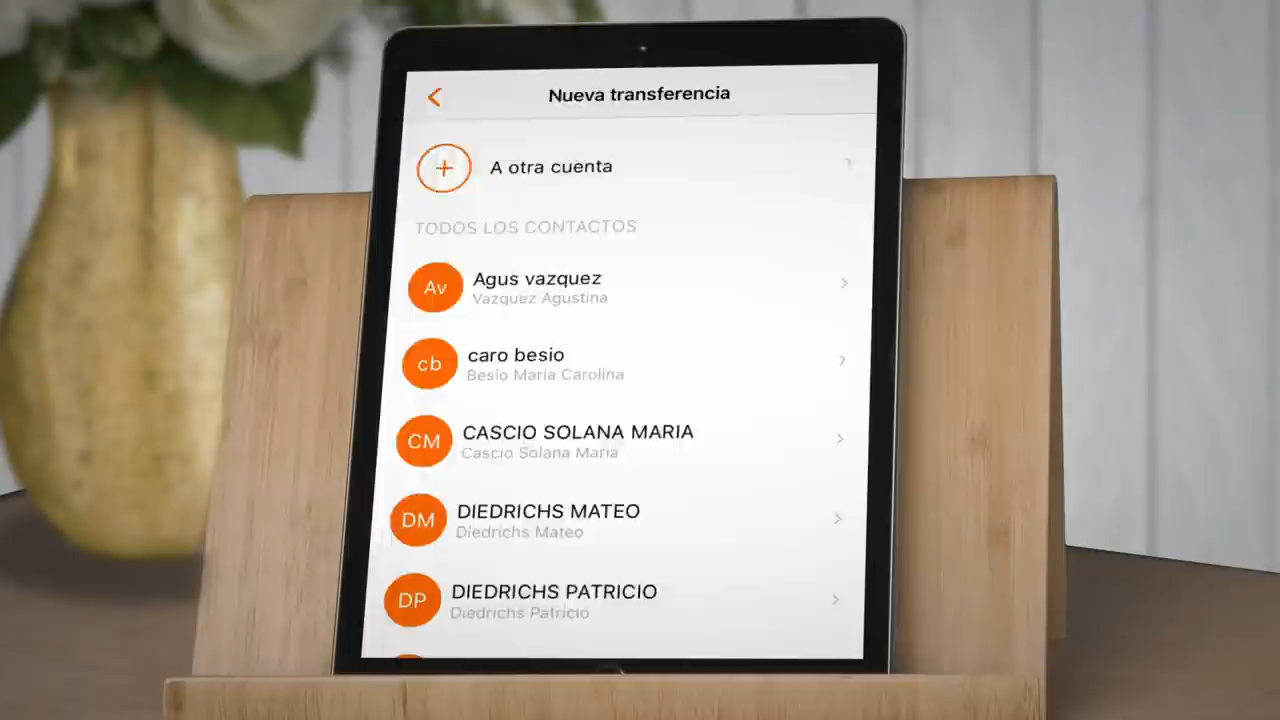 Nueva transferencia
A otra cuenta
TODOS LOS CONTACTOS
Av
Agus vazquez
Vazquez Agustina
cb
caro besio
Besio Maria Carolina
CM
CASCIO SOLANA MARIA
Cascio Solana Maria
DM
DIEDRICHS MATEO
Diedrichs Mateo
DP
DIEDRICHS PATRICIO
Diedrichs Patricio